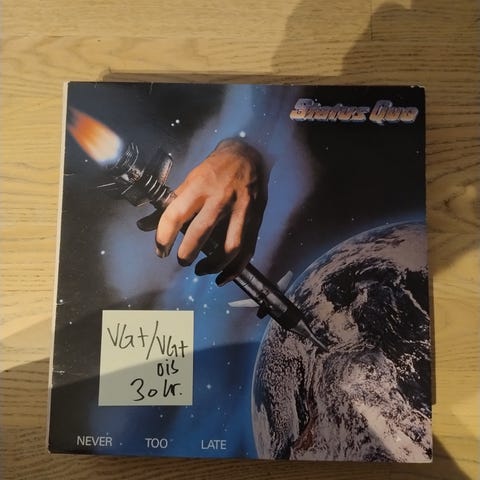 Status Quo
VG+/VG+
ois
30 kr.
NEVER TOO LATE